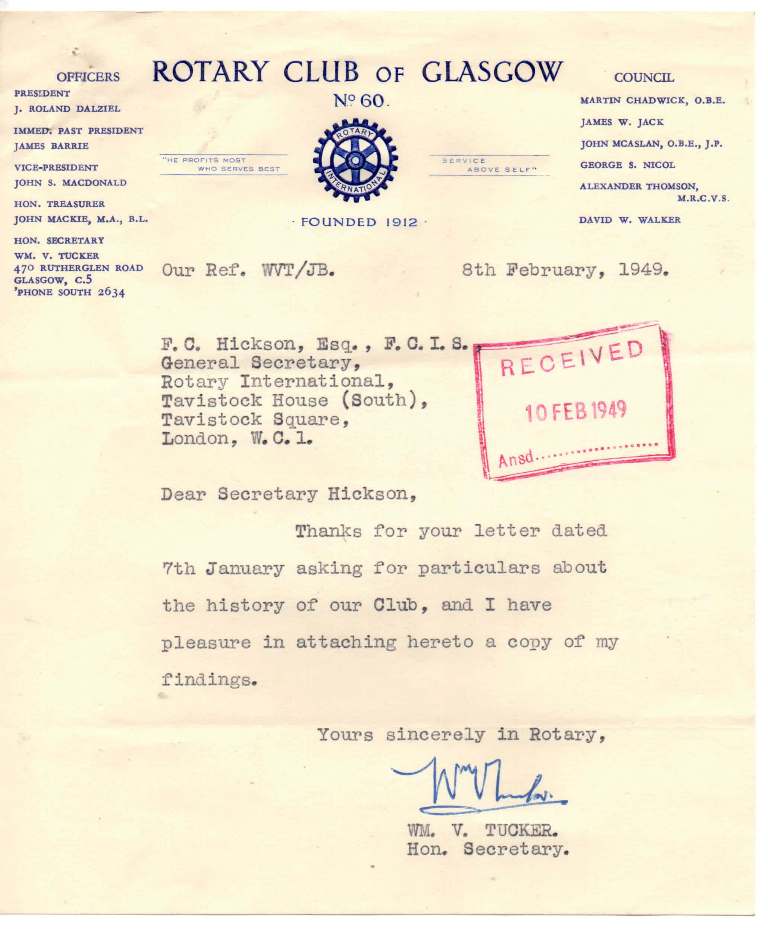 ROTARY CLUB OF GLASGOW
No 60.
OFFICERS
PRESIDENT
J. ROLAND DALZIEL
IMMED. PAST PRESIDENT
JAMES BARRIE
VICE-PRESIDENT
JOHN S. MACDONALD
HON. TREASURER
JOHN MACKIE, M.A., B.L.
HON. SECRETARY
WM. V. TUCKER
470 RUTHERGLEN ROAD
GLASGOW, C.5
'PHONE SOUTH 2634
"HE PROFITS MOST
WHO SERVES BEST
ROTARY
INTERNATIONAL
SERVICE
ABOVE SELF"
· FOUNDED 1912 ·
COUNCIL
MARTIN CHADWICK, O.B.E.
JAMES W. JACK
JOHN MCASLAN, O.B.E., J.P.
GEORGE S. NICOL
ALEXANDER THOMSON,
M.R.C.V.S.
DAVID W. WALKER
Our Ref. WVT/JB.
8th February, 1949.
F.C. Hickson, Esq., F.C.I.S.,
General Secretary,
Rotary International,
Tavistock House (South),
Tavistock Square,
London, W.C.1.
RECEIVED
10 FEB 1949
Ansd.....................
Dear Secretary Hickson,
Thanks for your letter dated
7th January asking for particulars about
the history of our Club, and I have
pleasure in attaching hereto a copy of my
findings.
Yours sincerely in Rotary,
Wm V Tucker.
WM. V. TUCKER.
Hon. Secretary.